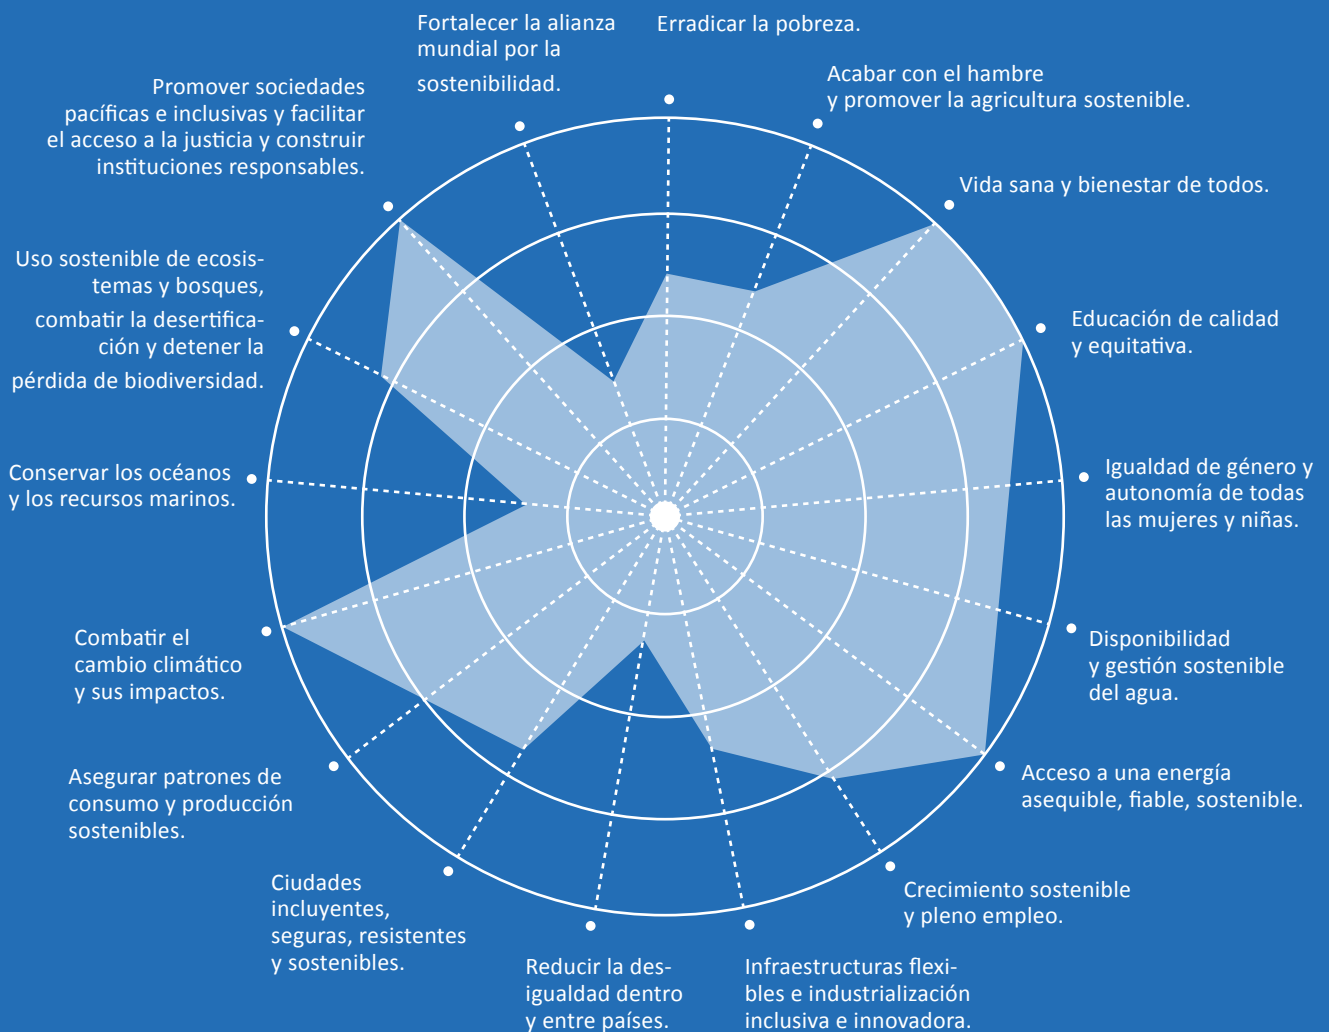 Fortalecer la alianza
mundial por la
sostenibilidad.
Erradicar la pobreza.
Acabar con el hambre
y promover la agricultura sostenible.
Vida sana y bienestar de todos.
Educación de calidad
y equitativa.
Igualdad de género y
autonomía de todas
las mujeres y niñas.
Disponibilidad
y gestión sostenible
del agua.
Acceso a una energía
asequible, fiable, sostenible.
Crecimiento sostenible
y pleno empleo.
Infraestructuras flexi-
bles e industrialización
inclusiva e innovadora.
Reducir la des-
igualdad dentro
y entre países.
Ciudades
incluyentes,
seguras, resistentes
y sostenibles.
Asegurar patrones de
consumo y producción
sostenibles.
Combatir el
cambio climático
y sus impactos.
Conservar los océanos
y los recursos marinos.
Uso sostenible de ecosis-
temas y bosques,
combatir la desertifica-
ción y detener la
pérdida de biodiversidad.
Promover sociedades
pacíficas e inclusivas y facilitar
el acceso a la justicia y construir
instituciones responsables.